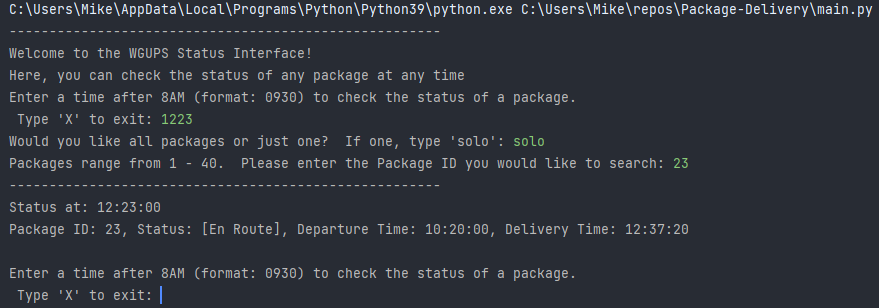 C:\Users\Mike\AppData\Local\Programs\Python\Python39\python.exe C:\Users\Mike\repos\Package-Delivery\main.py
------------------------------------------------------
Welcome to the WGUPS Status Interface!
Here, you can check the status of any package at any time
Enter a time after 8AM (format: 0930) to check the status of a package.
 Type 'X' to exit: 1223
Would you like all packages or just one?  If one, type 'solo': solo
Packages range from 1 - 40.  Please enter the Package ID you would like to search: 23
------------------------------------------------------
Status at: 12:23:00
Package ID: 23, Status: [En Route], Departure Time: 10:20:00, Delivery Time: 12:37:20
Enter a time after 8AM (format: 0930) to check the status of a package.
 Type 'X' to exit: